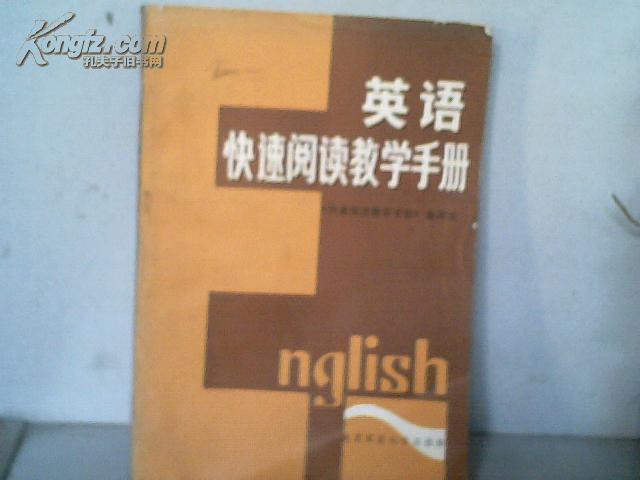 Kongfz.com
孔夫子旧书网
英语
快速阅读教学手册
nglish